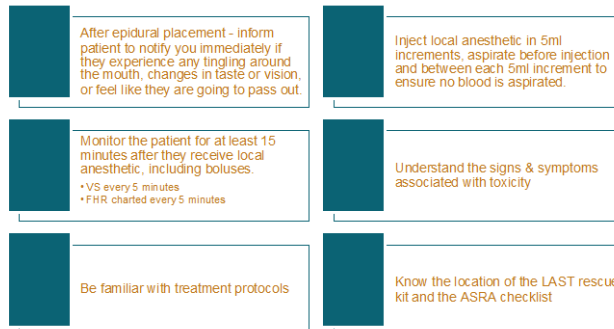 After epidural placement - inform
patient to notify you immediately if
they experience any tingling around
the mouth, changes in taste or vision,
or feel like they are going to pass out.
Inject local anesthetic in 5ml
increments, aspirate before injection
and between each 5ml increment to
ensure no blood is aspirated.
Monitor the patient for at least 15
minutes after they receive local
anesthetic, including boluses.
• VS every 5 minutes
• FHR charted every 5 minutes
Understand the signs & symptoms
associated with toxicity
Be familiar with treatment protocols
Know the location of the LAST rescue
kit and the ASRA checklist